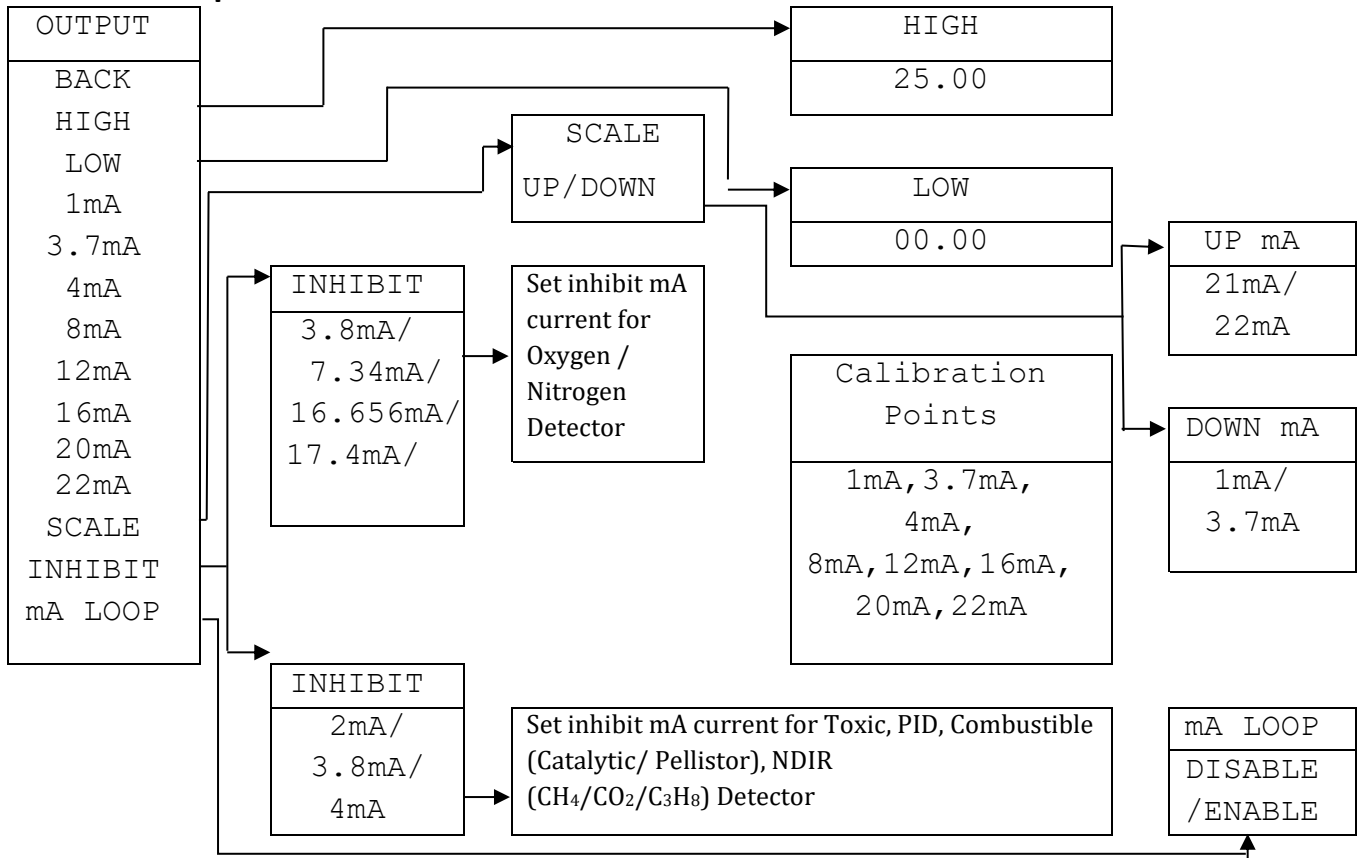 OUTPUT
BACK
HIGH
LOW
1mA
3.7mA
4mA
8mA
12mA
16mA
20mA
22mA
SCALE
INHIBIT
mA LOOP
HIGH
25.00
SCALE
UP/DOWN
LOW
00.00
UP mA
21mA/
22mA
INHIBIT
3.8mA/
7.34mA/
16.656mA/
17.4mA/
Set inhibit mA
current for
Oxygen /
Nitrogen
Detector
Calibration
Points
1mA,3.7mA,
4mA,
8mA,12mA,16mA,
20mA,22mA
DOWN mA
1mA/
3.7mA
INHIBIT
2mA/
3.8mA/
4mA
Set inhibit mA current for Toxic, PID, Combustible
(Catalytic/ Pellistor), NDIR
(CH₄/CO₂/C₃H₈) Detector
mA LOOP
DISABLE
/ENABLE